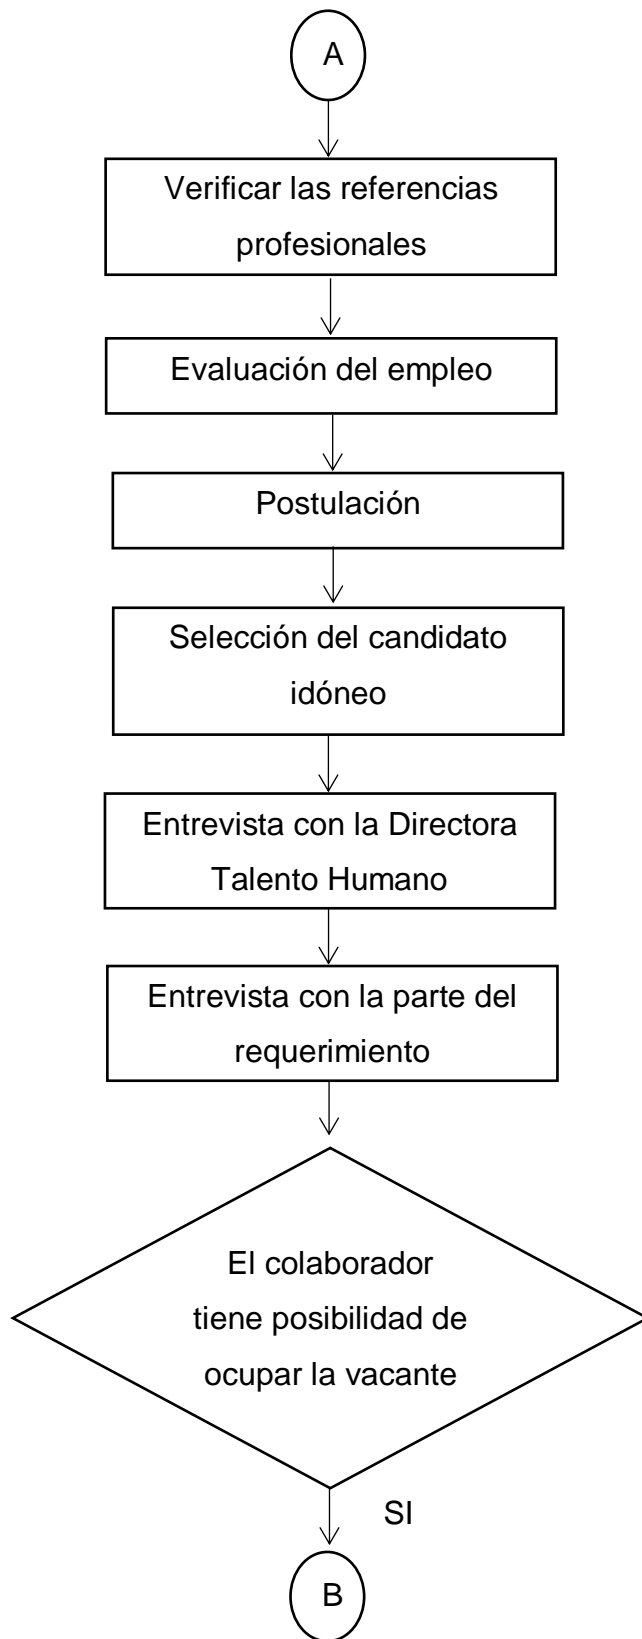 A
Verificar las referencias
profesionales
Evaluación del empleo
Postulación
Selección del candidato
idóneo
Entrevista con la Directora
Talento Humano
Entrevista con la parte del
requerimiento
El colaborador
tiene posibilidad de
ocupar la vacante
SI
B